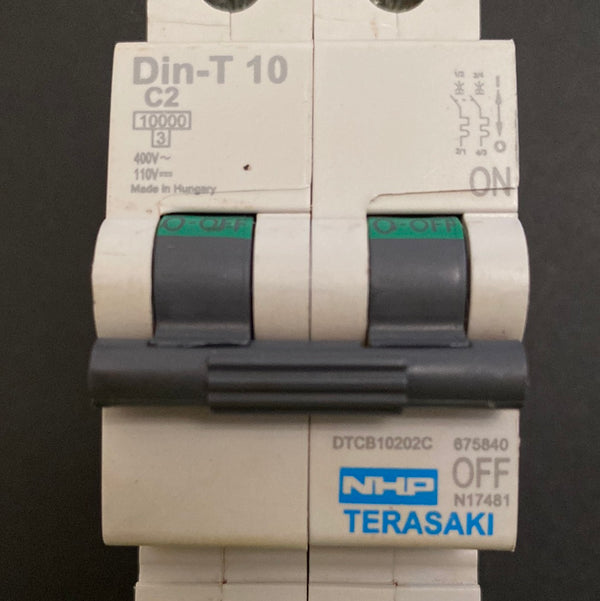 Din-T 10
C2
10000
3
400V~
110V⎓
Made in Hungary
I
O
ON
O-OFF
O-OFF
DTCB10202C 675840
OFF
NHP
N17481
TERASAKI